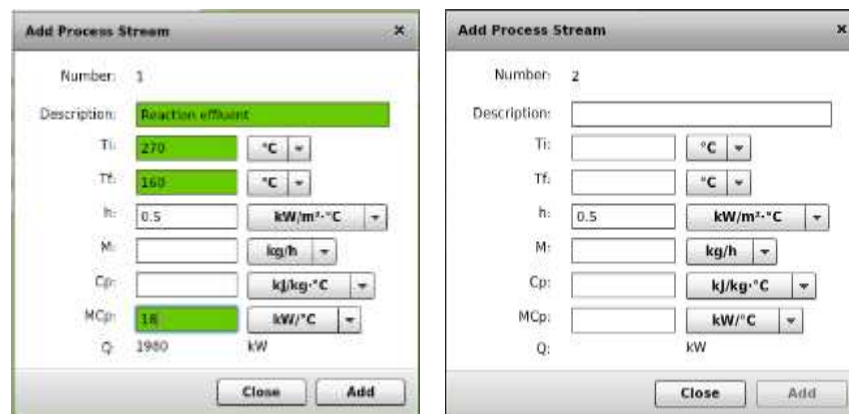 Add Process Stream ×
Number: 1
Description: Reaction effluent
Ti: 270 °C
Tf: 160 °C
h: 0.5 kW/m²·°C
M: kg/h
Cp: kJ/kg·°C
MCp: 18 kW/°C
Q: 1980 kW
Close Add
Add Process Stream ×
Number: 2
Description:
Ti: °C
Tf: °C
h: 0.5 kW/m²·°C
M: kg/h
Cp: kJ/kg·°C
MCp: kW/°C
Q: kW
Close Add